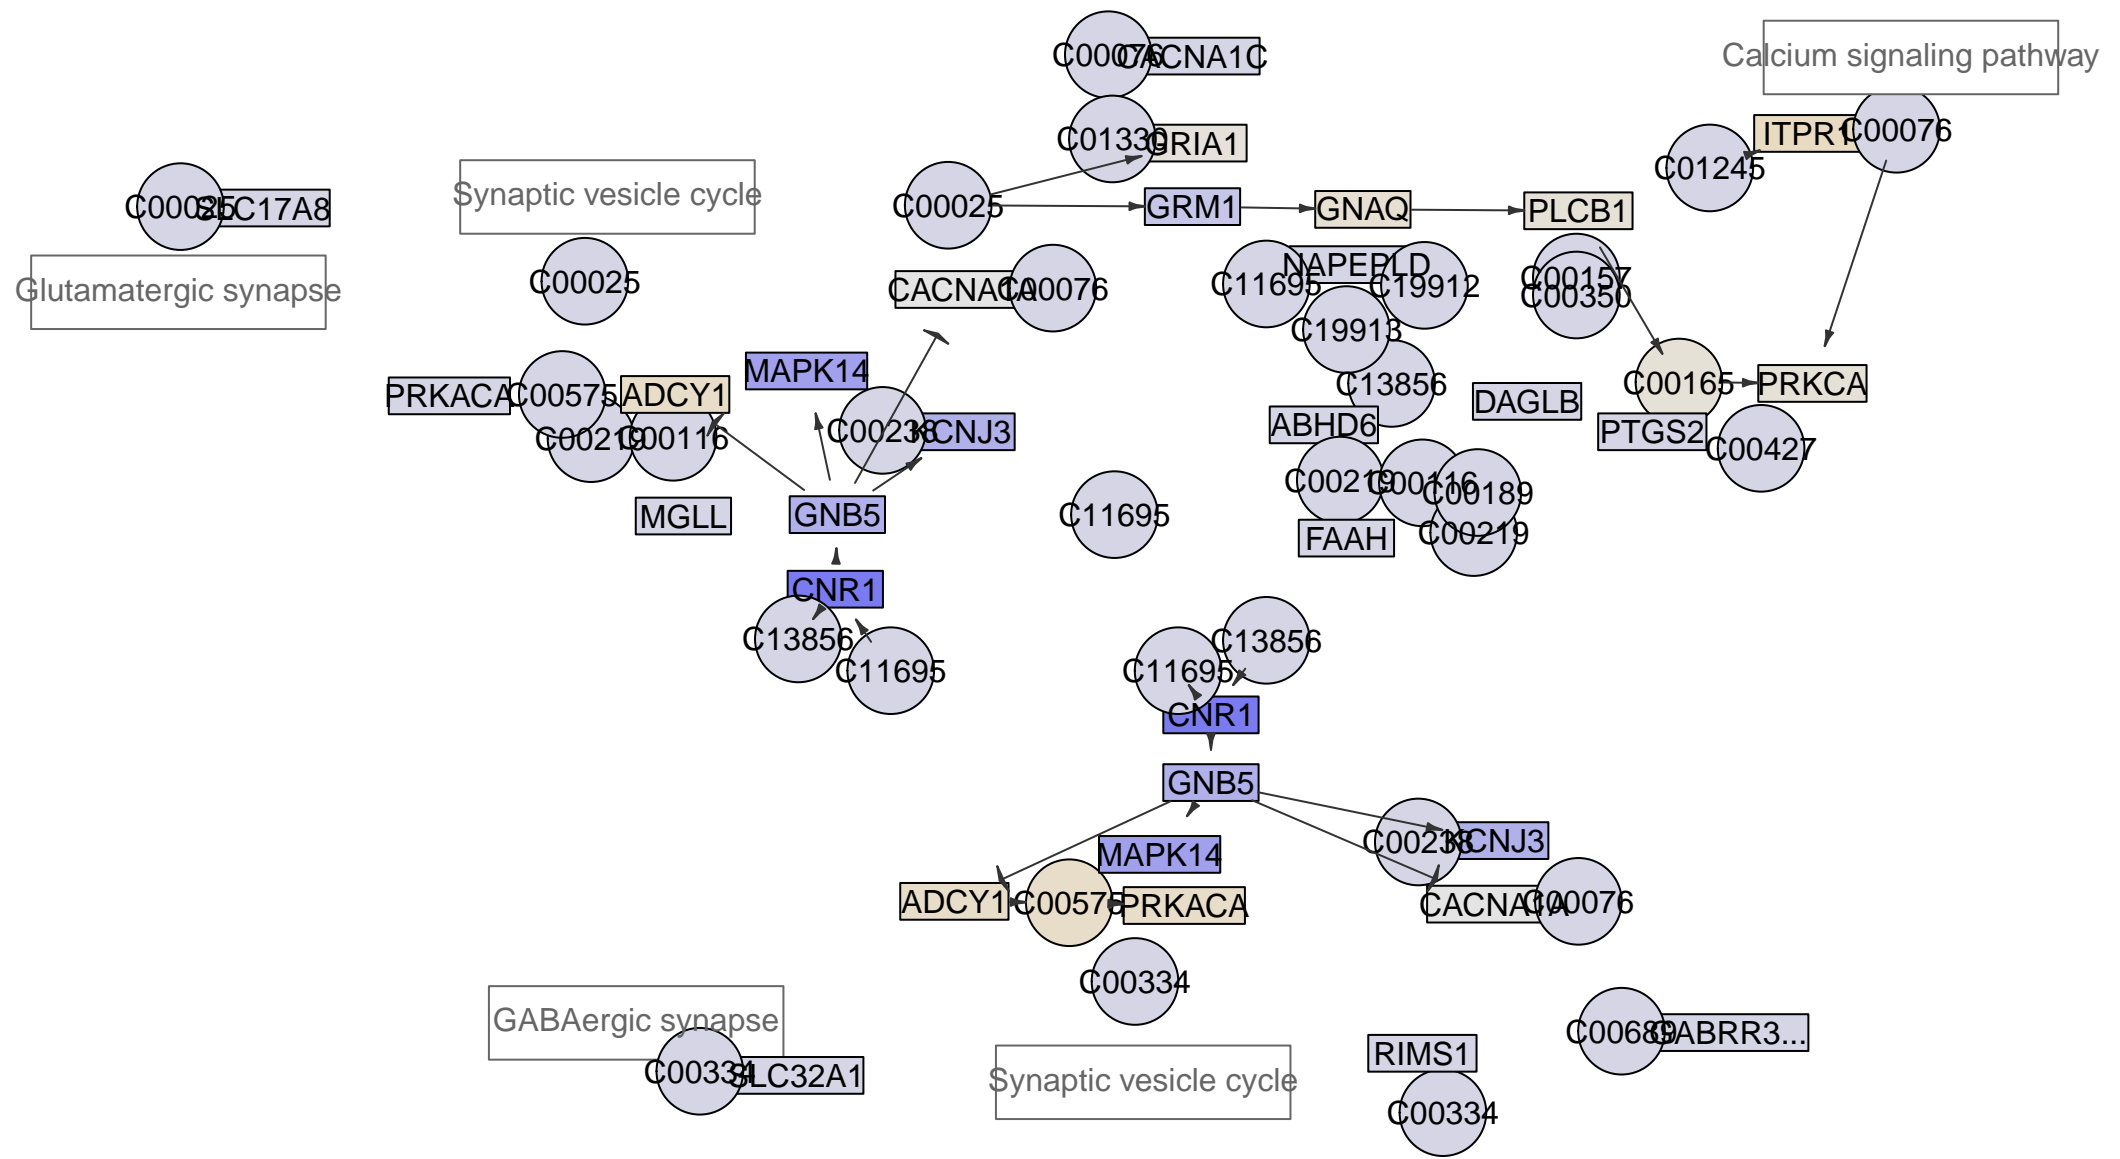 C00076
CACNA1C
Calcium signaling pathway
C01330
GRIA1
ITPR1
C00076
C01245
C00025
SLC17A8
Synaptic vesicle cycle
C00025
GRM1
GNAQ
PLCB1
Glutamatergic synapse
C00025
CACNA1A
C00076
C11695
NAPEPLD
C19912
C00157
C00350
C19913
C13856
PRKACA
C00575
ADCY1
MAPK14
C00219
C00116
C00238
KCNJ3
ABHD6
DAGLB
C00165
PRKCA
PTGS2
C00427
MGLL
GNB5
C11695
C00219
C00116
C00189
C00219
FAAH
CNR1
C13856
C11695
C13856
C11695
CNR1
GNB5
MAPK14
C00238
KCNJ3
ADCY1
C00575
PRKACA
CACNA1A
C00076
C00334
GABAergic synapse
C00334
SLC32A1
Synaptic vesicle cycle
RIMS1
C00334
C00689
GABRR3...